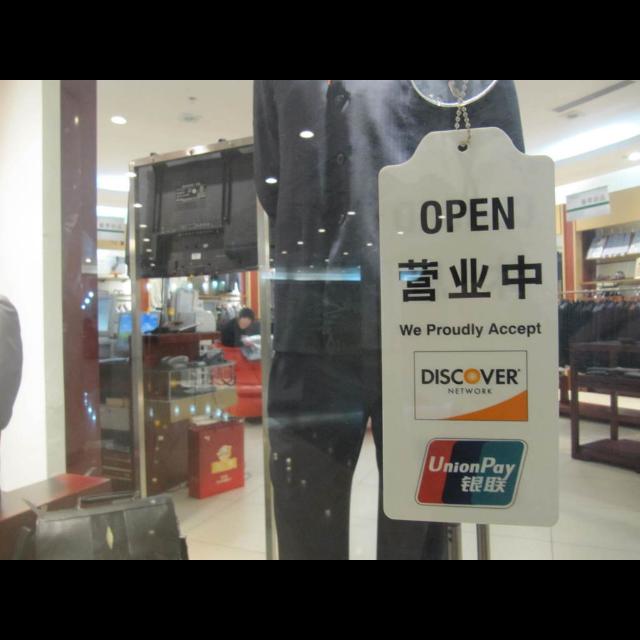 OPEN
营业中
We Proudly Accept
DISCOVER
NETWORK
UnionPay
银联